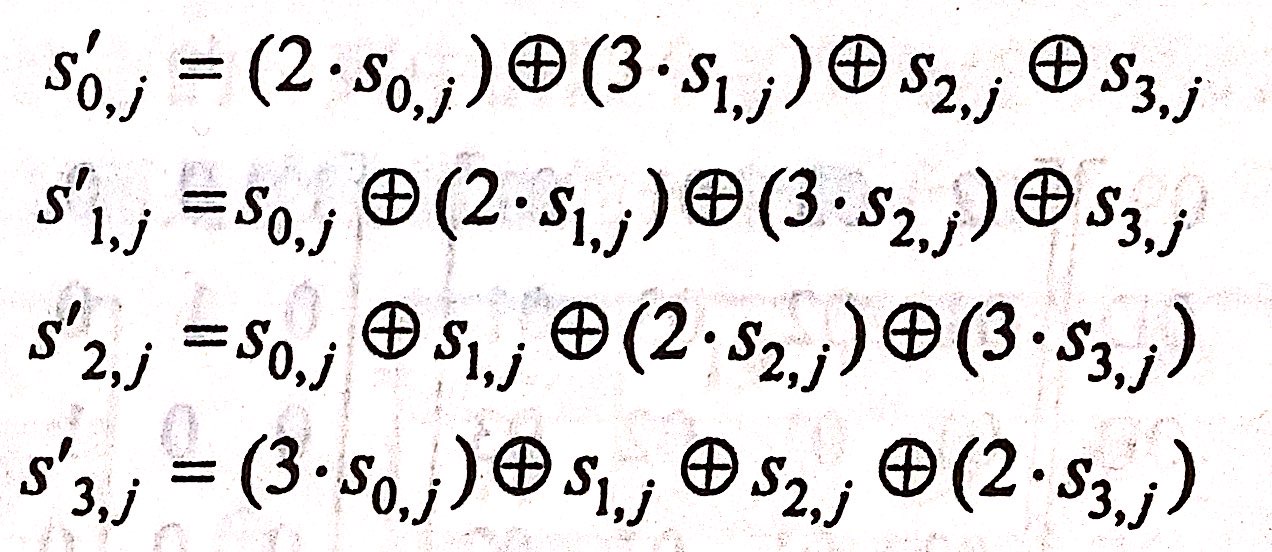 s′₀,ⱼ = (2 · s₀,ⱼ) ⊕ (3 · s₁,ⱼ) ⊕ s₂,ⱼ ⊕ s₃,ⱼ
s′₁,ⱼ = s₀,ⱼ ⊕ (2 · s₁,ⱼ) ⊕ (3 · s₂,ⱼ) ⊕ s₃,ⱼ
s′₂,ⱼ = s₀,ⱼ ⊕ s₁,ⱼ ⊕ (2 · s₂,ⱼ) ⊕ (3 · s₃,ⱼ)
s′₃,ⱼ = (3 · s₀,ⱼ) ⊕ s₁,ⱼ ⊕ s₂,ⱼ ⊕ (2 · s₃,ⱼ)